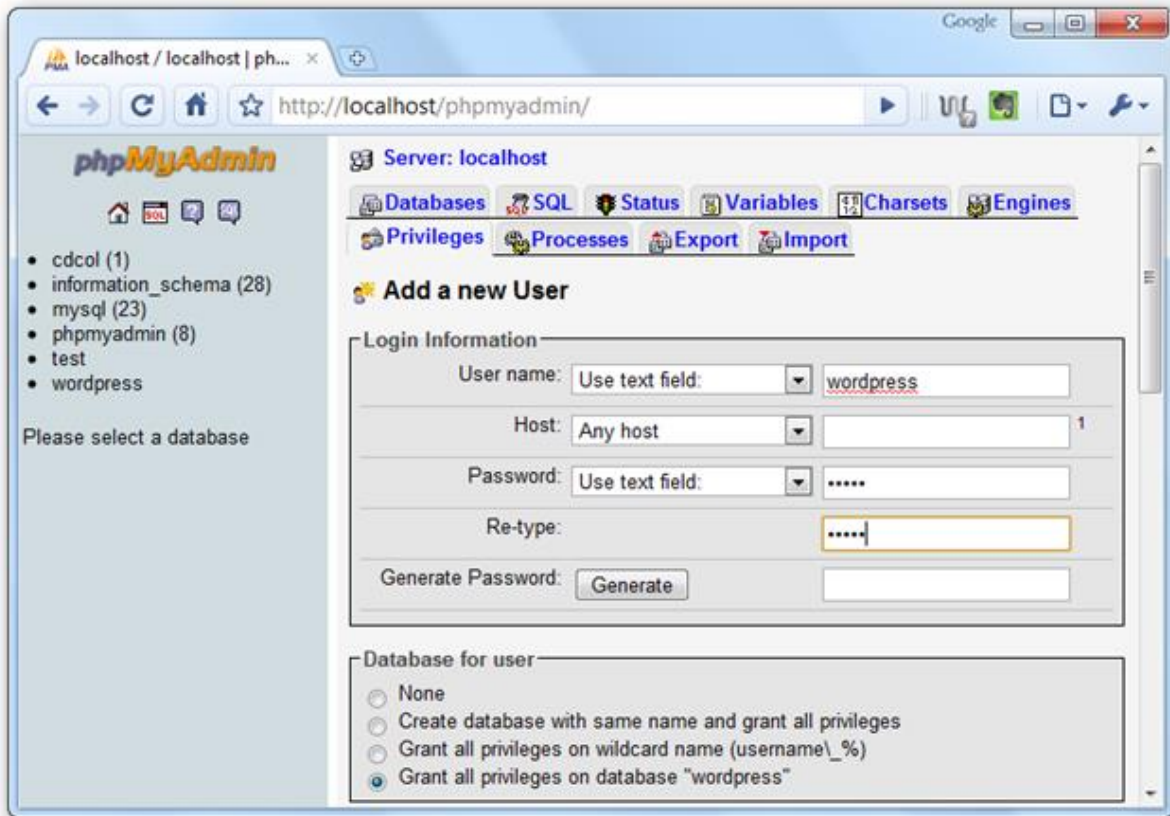 Google
localhost / localhost | ph...
http://localhost/phpmyadmin/
phpMyAdmin
SQL
cdcol (1)
information_schema (28)
mysql (23)
phpmyadmin (8)
test
wordpress
Please select a database
Server: localhost
Databases SQL Status Variables Charsets Engines
Privileges Processes Export Import
Add a new User
Login Information
User name: Use text field: wordpress
Host: Any host 1
Password: Use text field: •••••
Re-type: •••••
Generate Password: Generate
Database for user
None
Create database with same name and grant all privileges
Grant all privileges on wildcard name (username\_%)
Grant all privileges on database "wordpress"